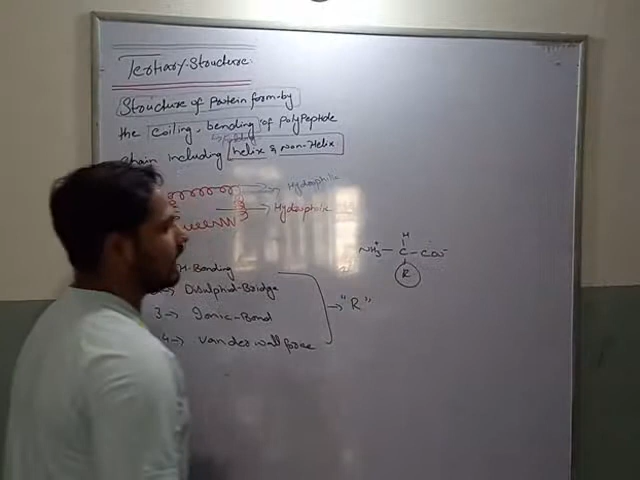 Tertiary-Structure
Structure of protein form-by
the coiling, bending of polypeptide
chain including helix & non-Helix
Hydrophilic
Hydrophobic
H-Bonding
Disulphid-Bridge
3→ Ionic-Bond
4→ vander wall force
→ "R"
H
NH3+ — C — COO-
R